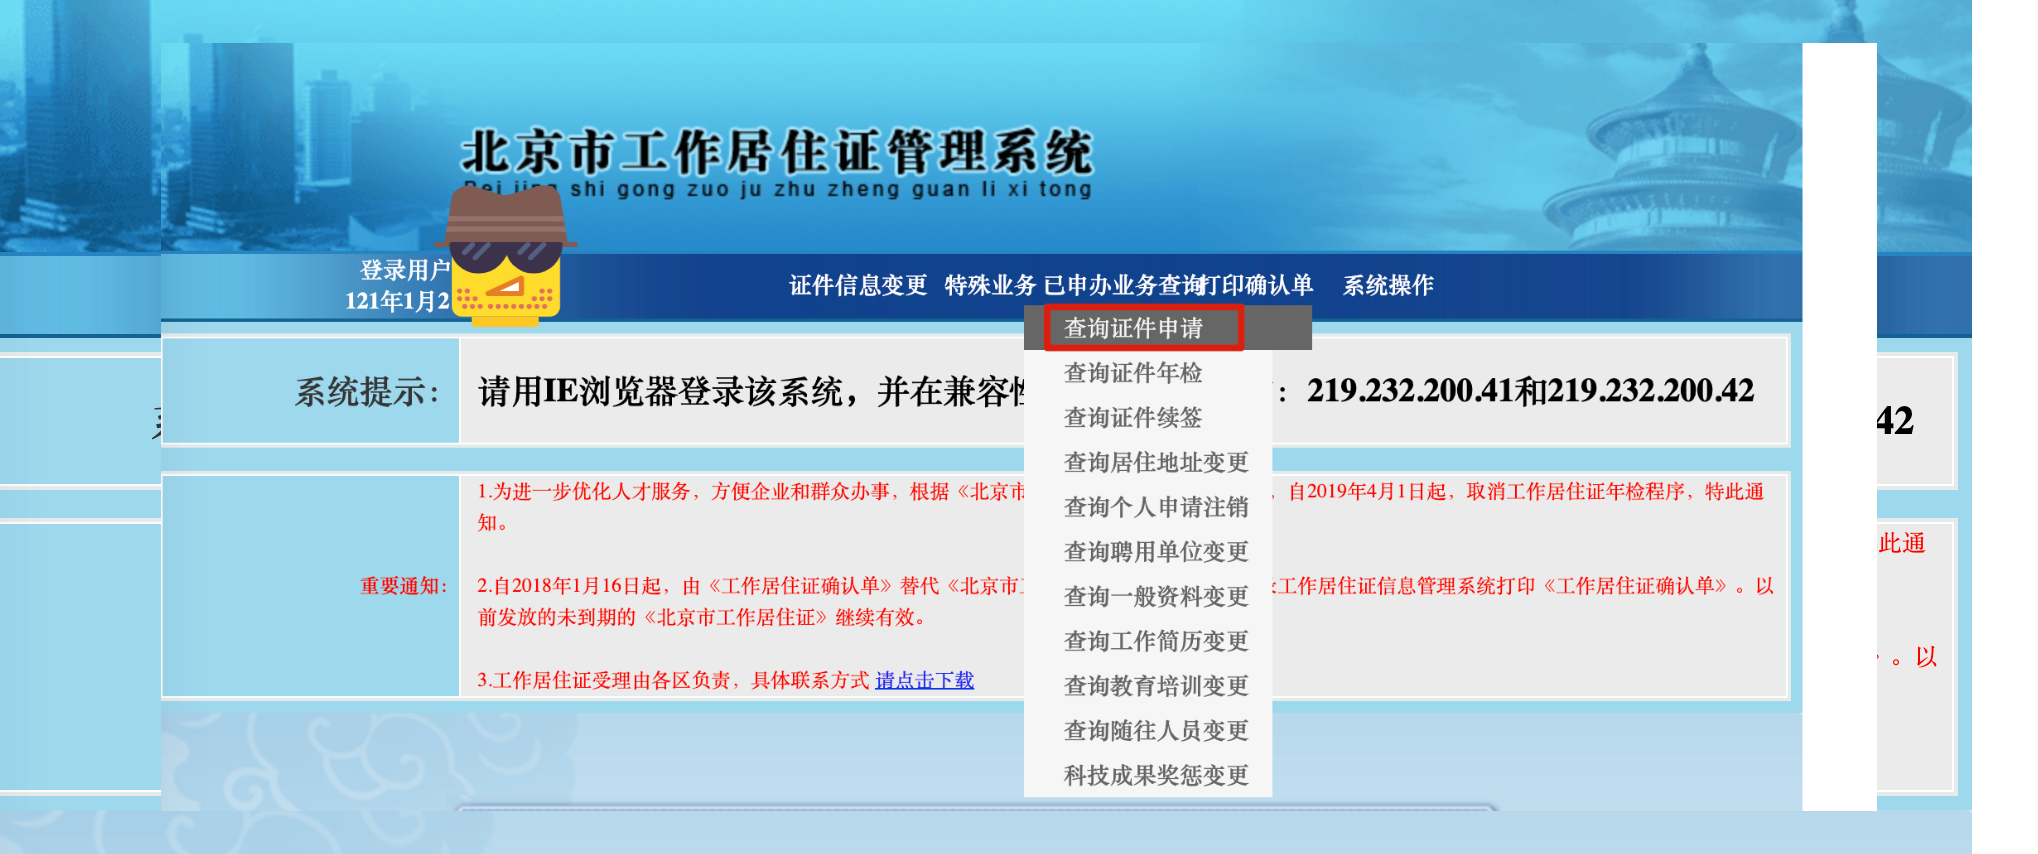 北京市工作居住证管理系统
shi gong zuo ju zhu zheng guan li xi tong
登录用户
121年1月2
证件信息变更 特殊业务 已申办业务查询 打印确认单 系统操作
查询证件申请
查询证件年检
查询证件续签
查询居住地址变更
查询个人申请注销
查询聘用单位变更
查询一般资料变更
查询工作简历变更
查询教育培训变更
查询随往人员变更
科技成果奖惩变更
系统提示：
请用IE浏览器登录该系统，并在兼容性 ：219.232.200.41和219.232.200.42
重要通知：
1.为进一步优化人才服务，方便企业和群众办事，根据《北京市 ，自2019年4月1日起，取消工作居住证年检程序，特此通
知。
2.自2018年1月16日起，由《工作居住证确认单》替代《北京市 工作居住证信息管理系统打印《工作居住证确认单》。以
前发放的未到期的《北京市工作居住证》继续有效。
3.工作居住证受理由各区负责，具体联系方式 请点击下载
42
此通
。以